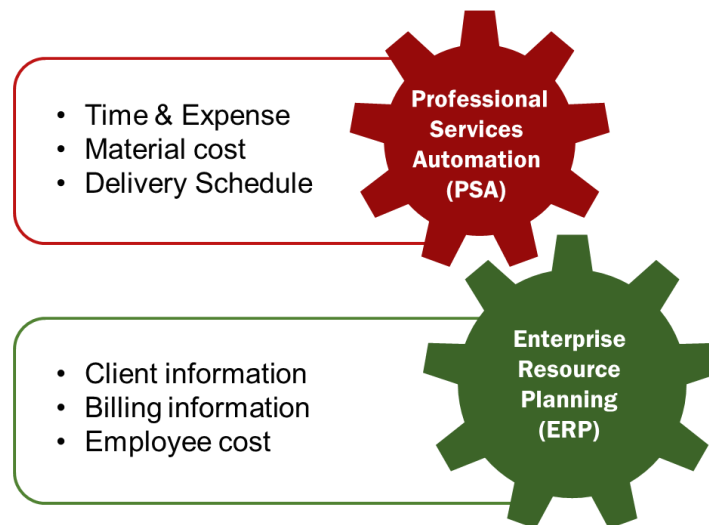 • Time & Expense
• Material cost
• Delivery Schedule
Professional
Services
Automation
(PSA)
• Client information
• Billing information
• Employee cost
Enterprise
Resource
Planning
(ERP)